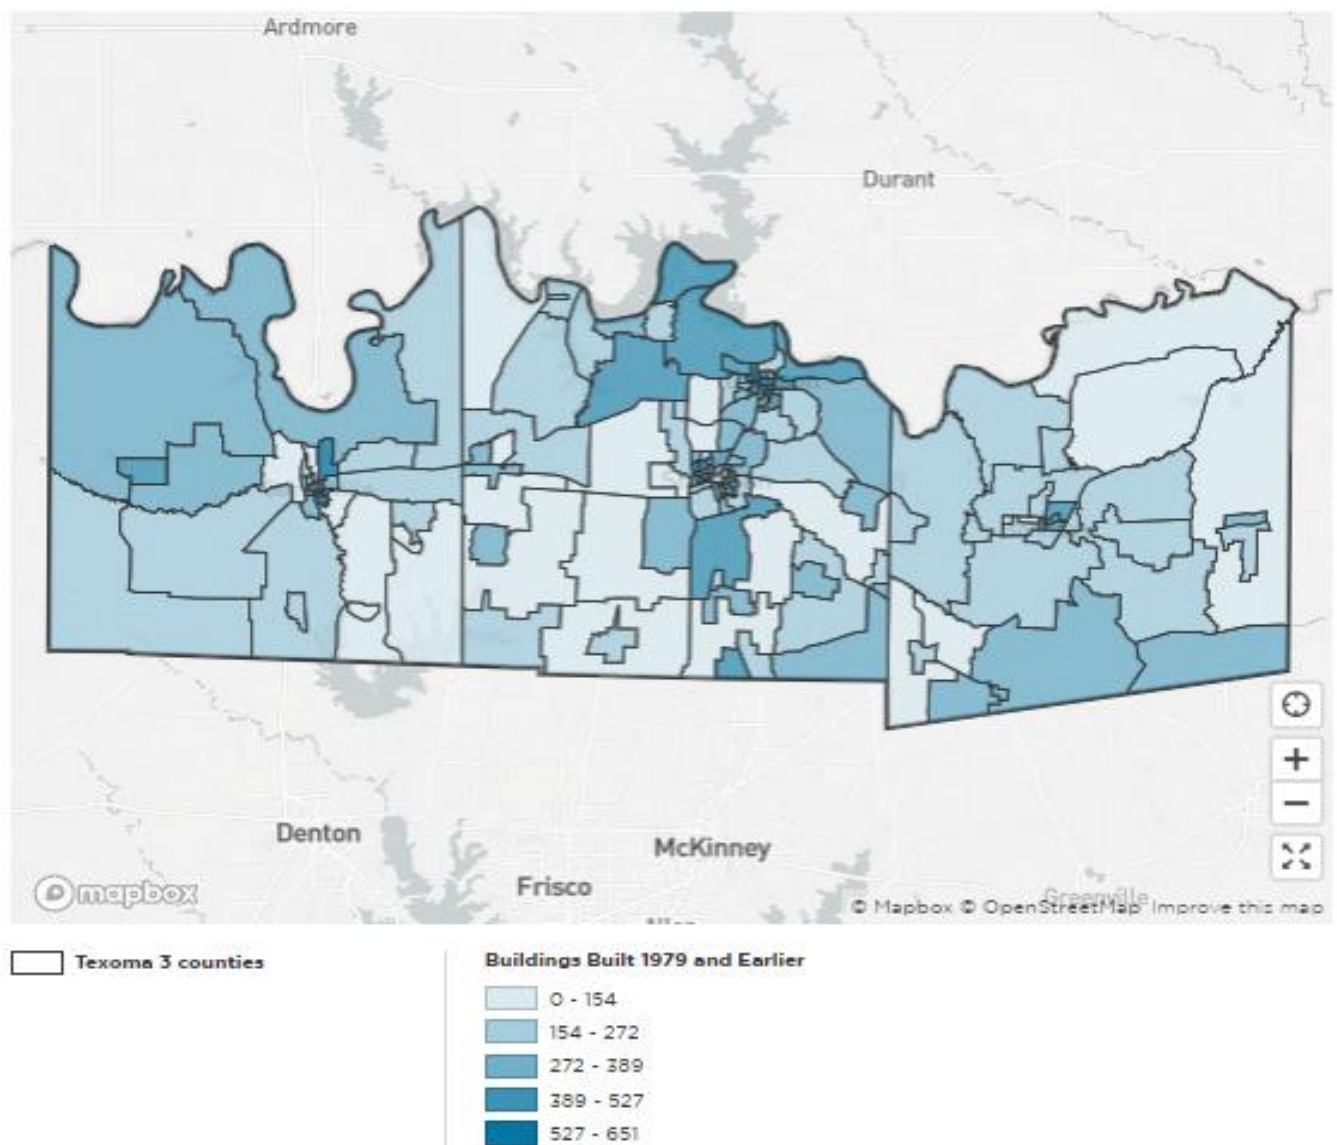 Ardmore
Durant
Denton
McKinney
Frisco
mapbox
Greenville
© Mapbox © OpenStreetMap Improve this map
Texoma 3 counties
Buildings Built 1979 and Earlier
0 - 154
154 - 272
272 - 389
389 - 527
527 - 651